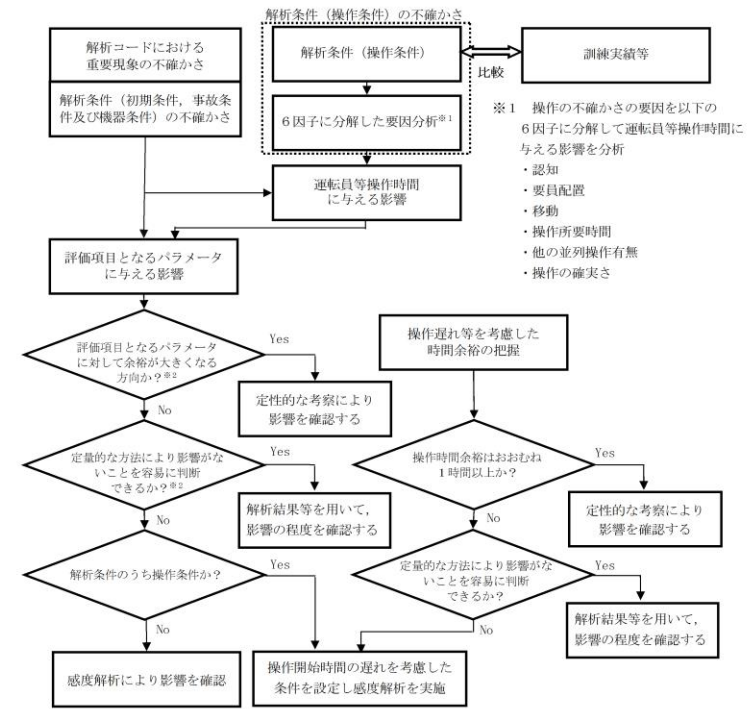 解析条件（操作条件）の不確かさ
解析コードにおける
重要現象の不確かさ
解析条件（初期条件，事故条
件及び機器条件）の不確かさ
解析条件（操作条件）
比較
訓練実績等
６因子に分解した要因分析※１
※１　操作の不確かさの要因を以下の
６因子に分解して運転員等操作時間に
与える影響を分析
・認知
・要員配置
・移動
・操作所要時間
・他の並列操作有無
・操作の確実さ
運転員等操作時間
に与える影響
評価項目となるパラメータ
に与える影響
評価項目となるパラメータ
に対して余裕が大きくなる
方向か？※２
Yes
定性的な考察により
影響を確認する
No
定量的な方法により影響がな
いことを容易に判断
できるか？※２
Yes
解析結果等を用いて，
影響の程度を確認する
No
解析条件のうち操作条件か？
Yes
No
感度解析により影響を確認
操作遅れ等を考慮した
時間余裕の把握
操作時間余裕はおおむね
１時間以上か？
Yes
定性的な考察により
影響を確認する
No
定量的な方法により影響がな
いことを容易に判断
できるか？
Yes
解析結果等を用いて，
影響の程度を確認する
No
操作開始時間の遅れを考慮した
条件を設定し感度解析を実施